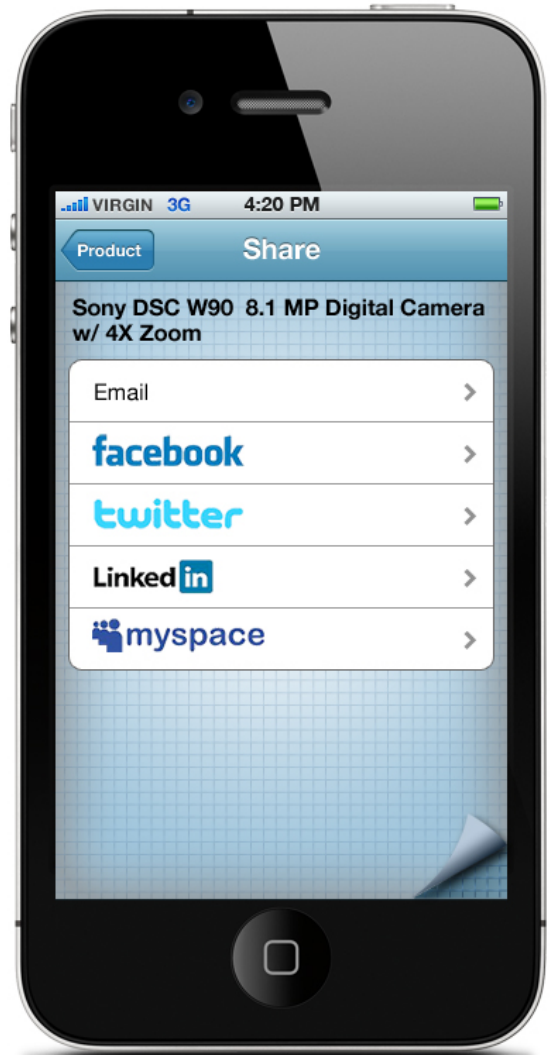 VIRGIN 3G 4:20 PM
Product Share
Sony DSC W90 8.1 MP Digital Camera
w/ 4X Zoom
Email
facebook
twitter
Linked in
myspace